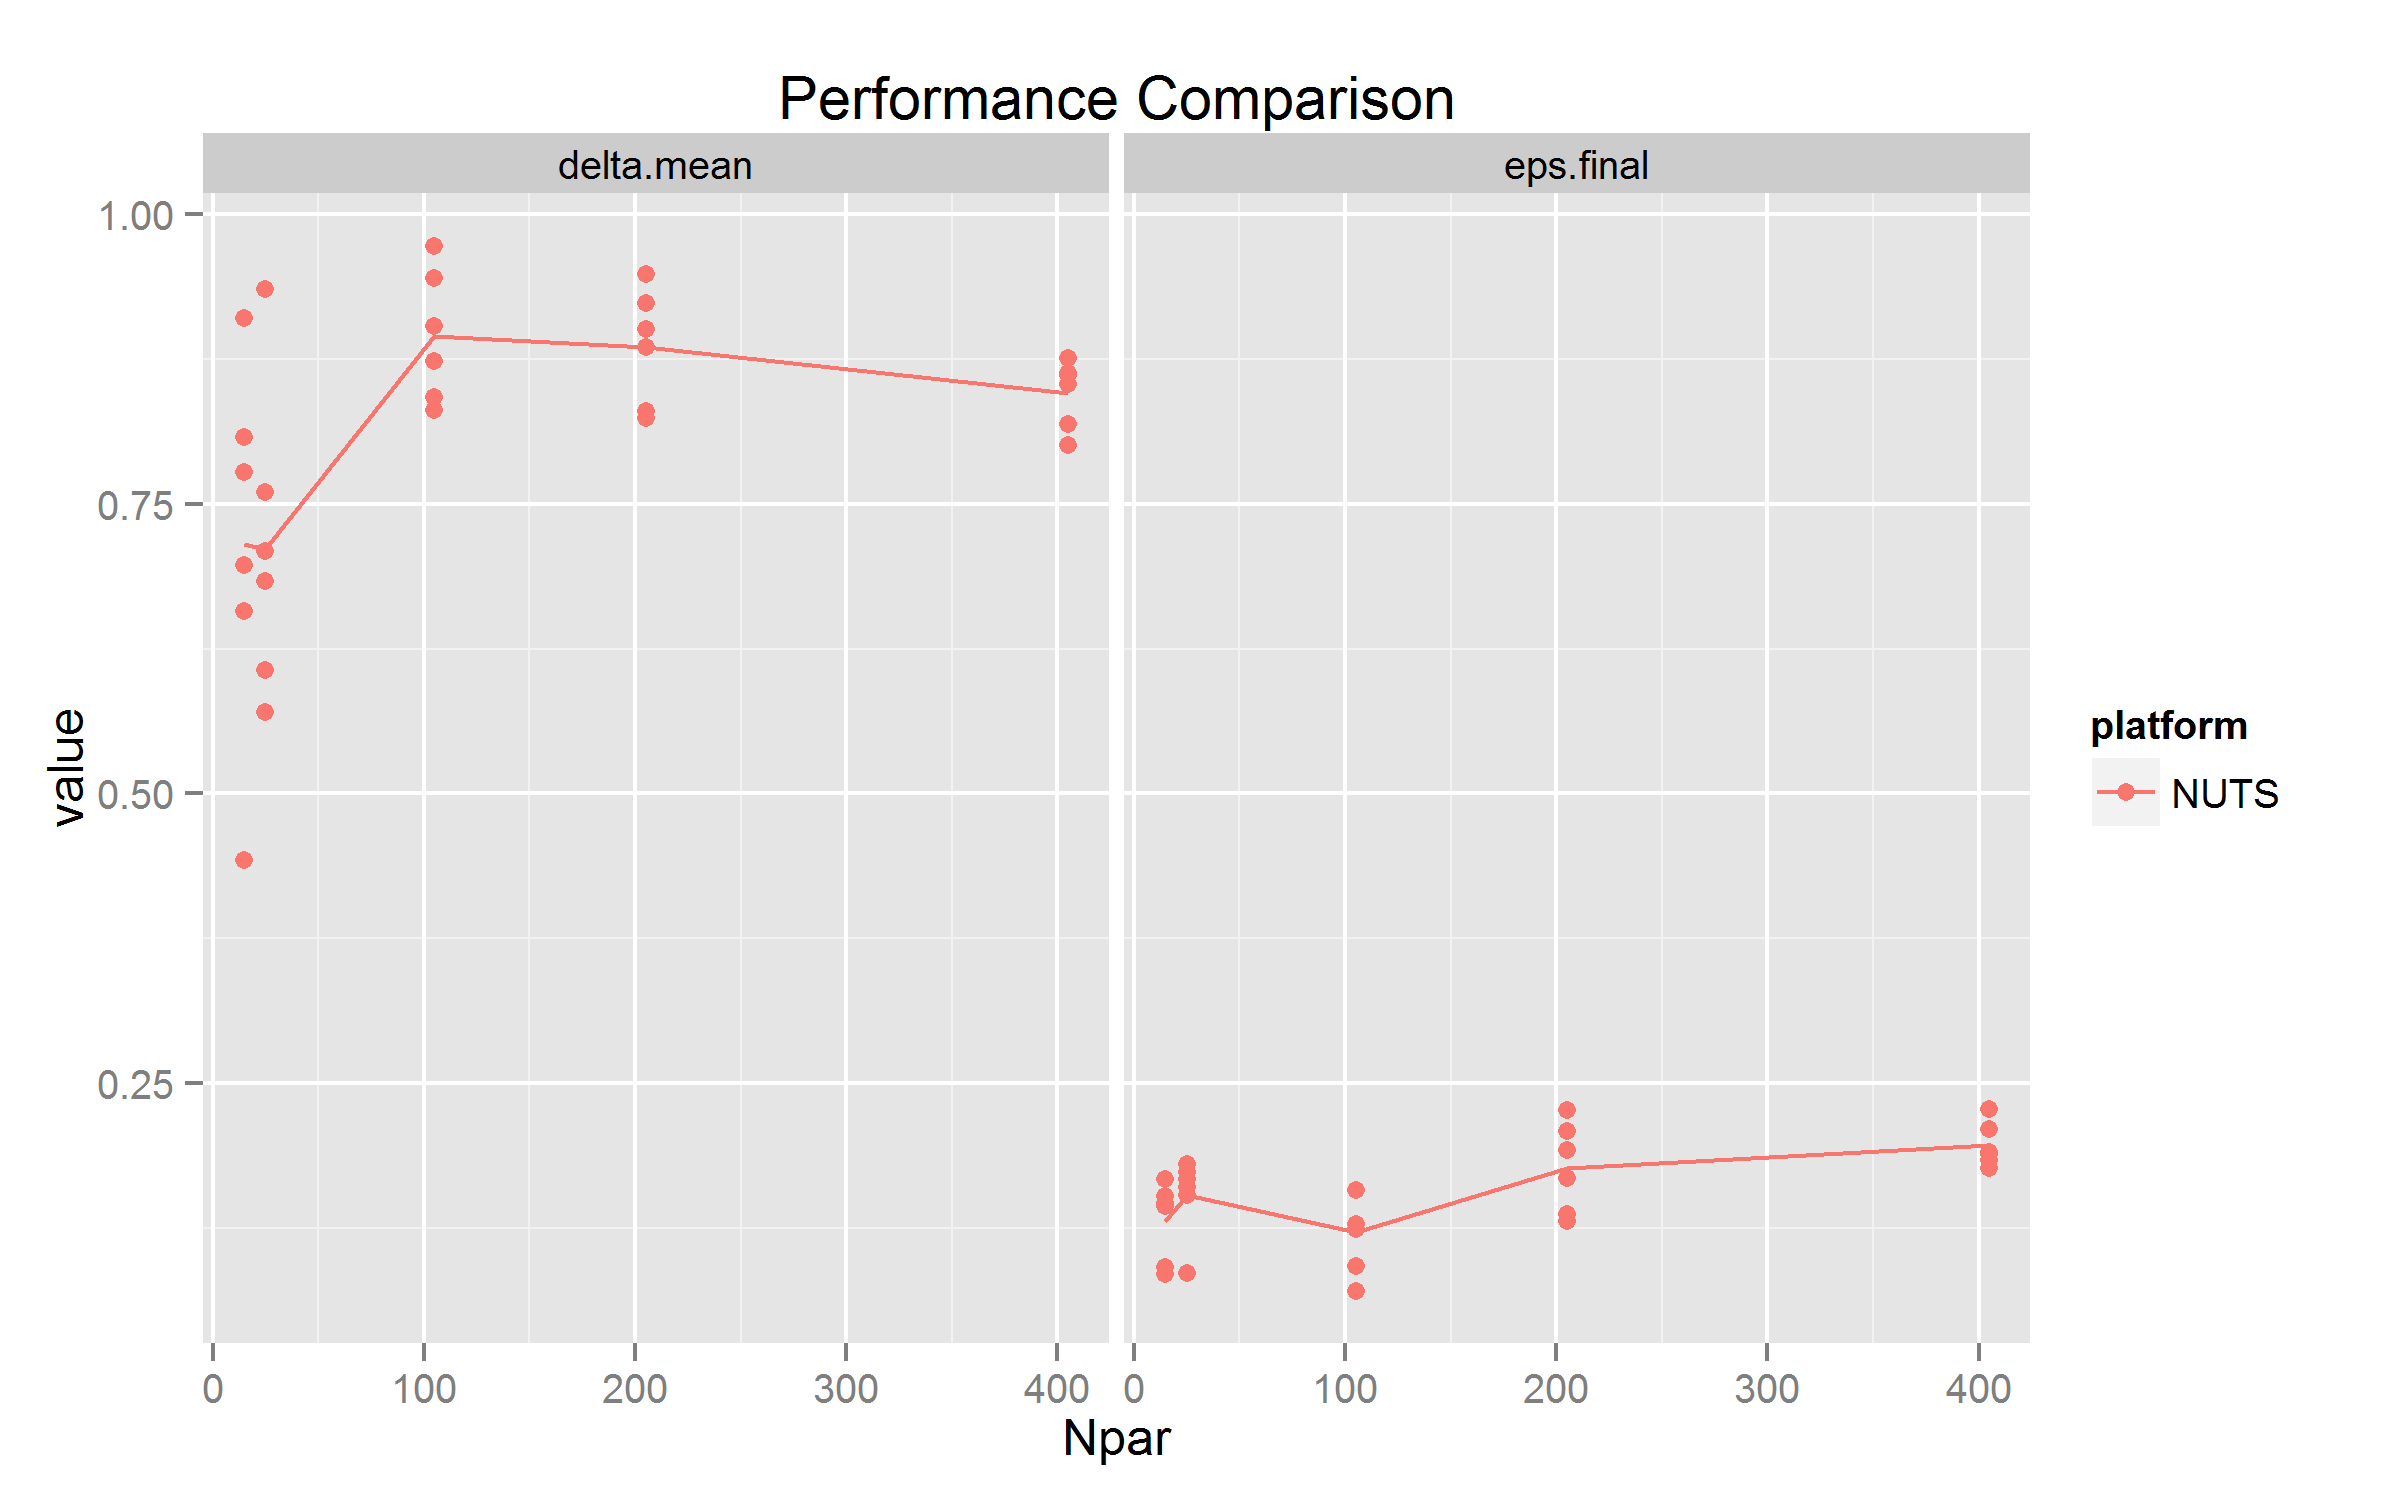 Performance Comparison
delta.mean eps.final
1.00
0.75
0.50
0.25
value
0 100 200 300 400 0 100 200 300 400
Npar
platform
NUTS